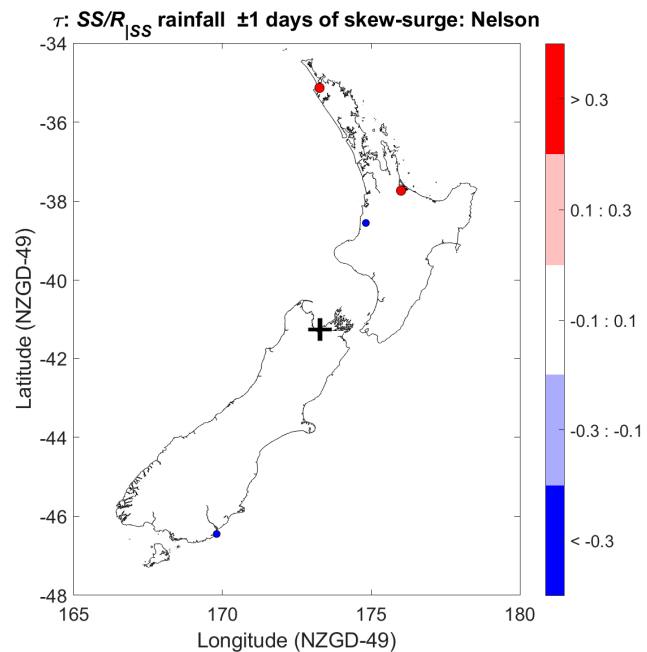 τ: SS/R|SS rainfall ±1 days of skew-surge: Nelson
-34
-36
-38
-40
-42
-44
-46
-48
165
170
175
180
Longitude (NZGD-49)
Latitude (NZGD-49)
> 0.3
0.1 : 0.3
-0.1 : 0.1
-0.3 : -0.1
< -0.3